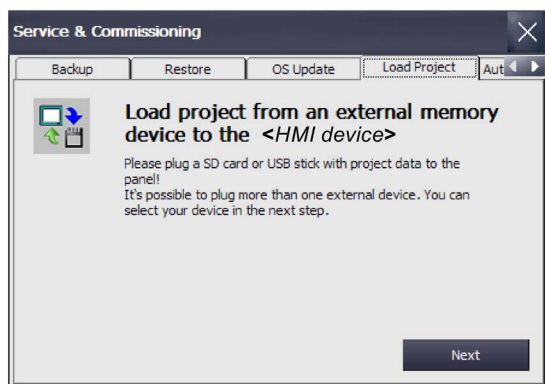 Service & Commissioning
Backup Restore OS Update Load Project Aut
Load project from an external memory
device to the <HMI device>
Please plug a SD card or USB stick with project data to the
panel!
It's possible to plug more than one external device. You can
select your device in the next step.
Next